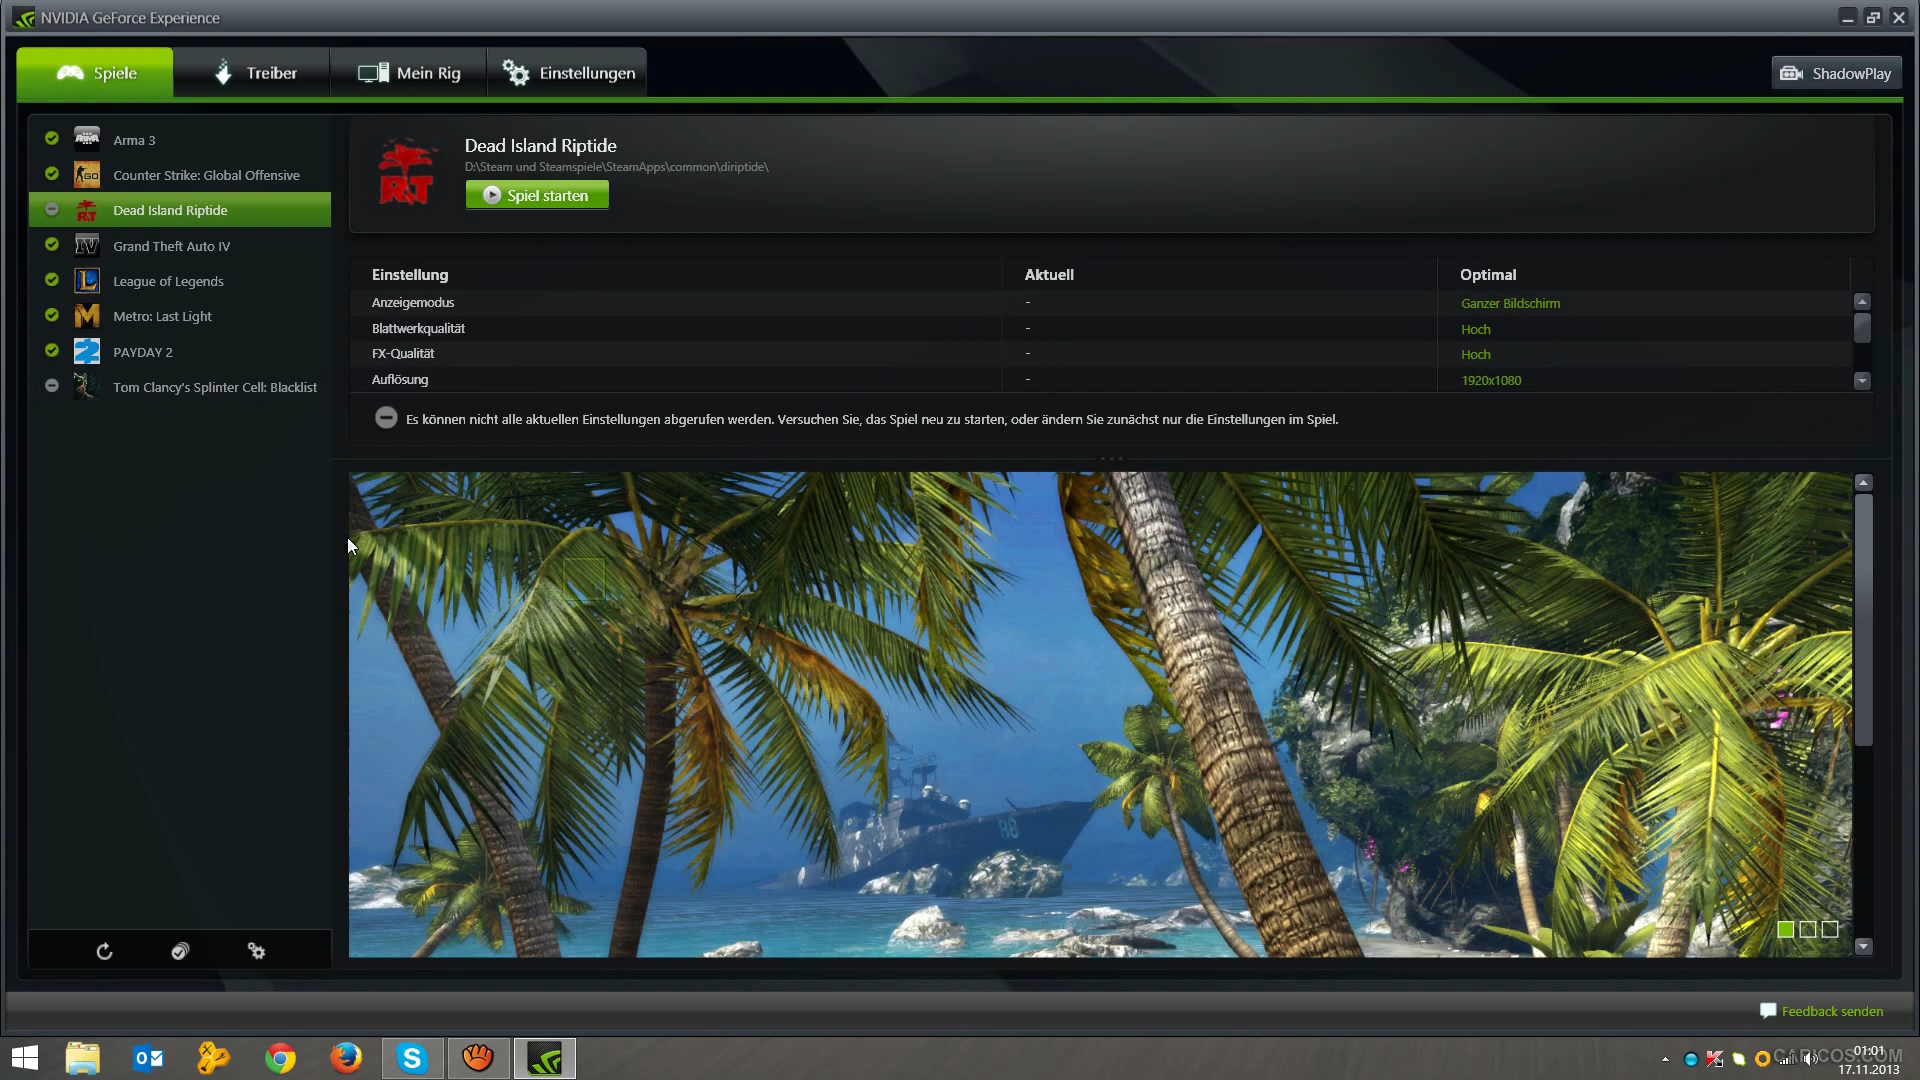 NVIDIA GeForce Experience
Spiele
Treiber
Mein Rig
Einstellungen
ShadowPlay
Arma 3
Counter Strike: Global Offensive
Dead Island Riptide
Grand Theft Auto IV
League of Legends
Metro: Last Light
PAYDAY 2
Tom Clancy's Splinter Cell: Blacklist
Dead Island Riptide
D:\Steam und Steamspiele\SteamApps\common\diriptide\
Spiel starten
Einstellung Aktuell Optimal
Anzeigemodus - Ganzer Bildschirm
Blattwerkqualität - Hoch
FX-Qualität - Hoch
Auflösung - 1920x1080
Es können nicht alle aktuellen Einstellungen abgerufen werden. Versuchen Sie, das Spiel neu zu starten, oder ändern Sie zunächst nur die Einstellungen im Spiel.
88
Feedback senden
01:01
17.11.2013